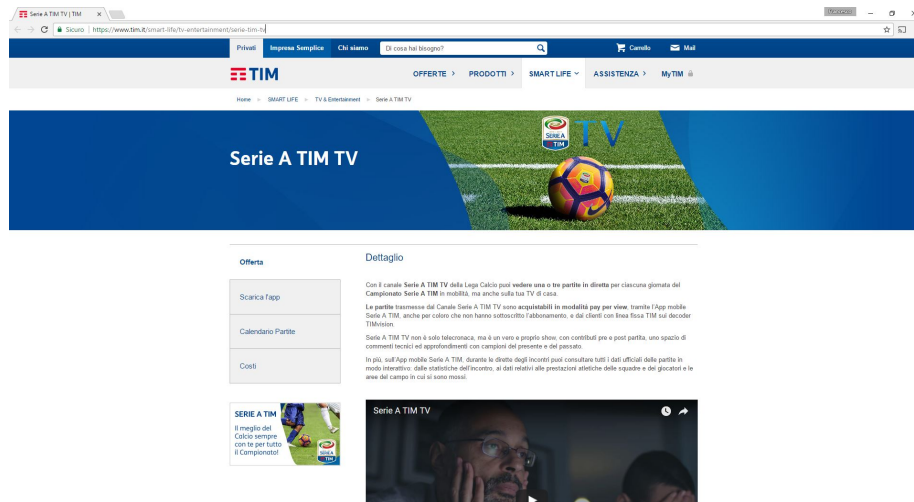 Serie A TIM TV | TIM
Sicuro | https://www.tim.it/smart-life/tv-entertainment/serie-tim-tv
Privati Impresa Semplice Chi siamo Di cosa hai bisogno? Carrello Mail
TIM OFFERTE > PRODOTTI > SMART LIFE ASSISTENZA > MyTIM
Home > SMART LIFE > TV & Entertainment > Serie A TIM TV
Serie A TIM TV
SERIE A
TIM
TV
Offerta
Scarica l'app
Calendario Partite
Costi
SERIE A TIM
Il meglio del
Calcio sempre
con te per tutto
il Campionato!
SERIE A
TIM
Dettaglio
Con il canale Serie A TIM TV della Lega Calcio puoi vedere una o tre partite in diretta per ciascuna giornata del
Campionato Serie A TIM in mobilità, ma anche sulla tua TV di casa.
Le partite trasmesse dal Canale Serie A TIM TV sono acquistabili in modalità pay per view, tramite l'App mobile
Serie A TIM, anche per coloro che non hanno sottoscritto l'abbonamento, e dai clienti con linea fissa TIM sui decoder
TIMvision.
Serie A TIM TV non è solo telecronaca, ma è un vero e proprio show, con contributi pre e post partita, uno spazio di
commenti tecnici ed approfondimenti con campioni del presente e del passato.
In più, sull'App mobile Serie A TIM, durante le dirette degli incontri puoi consultare tutti i dati ufficiali delle partite in
modo interattivo: dalle statistiche dell'incontro, ai dati relativi alle prestazioni atletiche delle squadre e dei giocatori e le
aree del campo in cui si sono mossi.
Serie A TIM TV